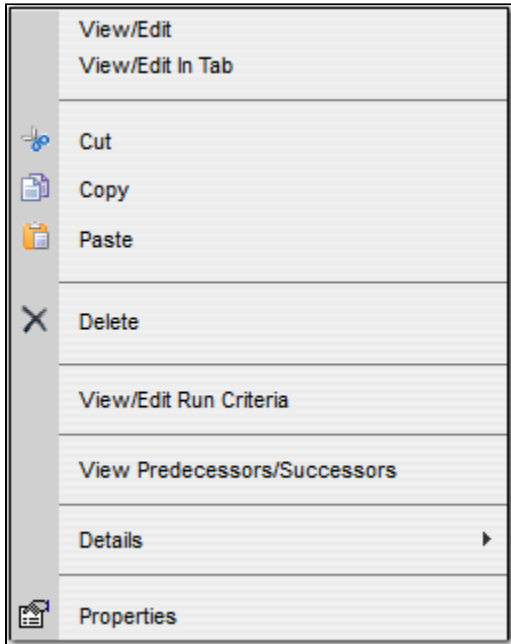 View/Edit
View/Edit In Tab
Cut
Copy
Paste
Delete
View/Edit Run Criteria
View Predecessors/Successors
Details
Properties